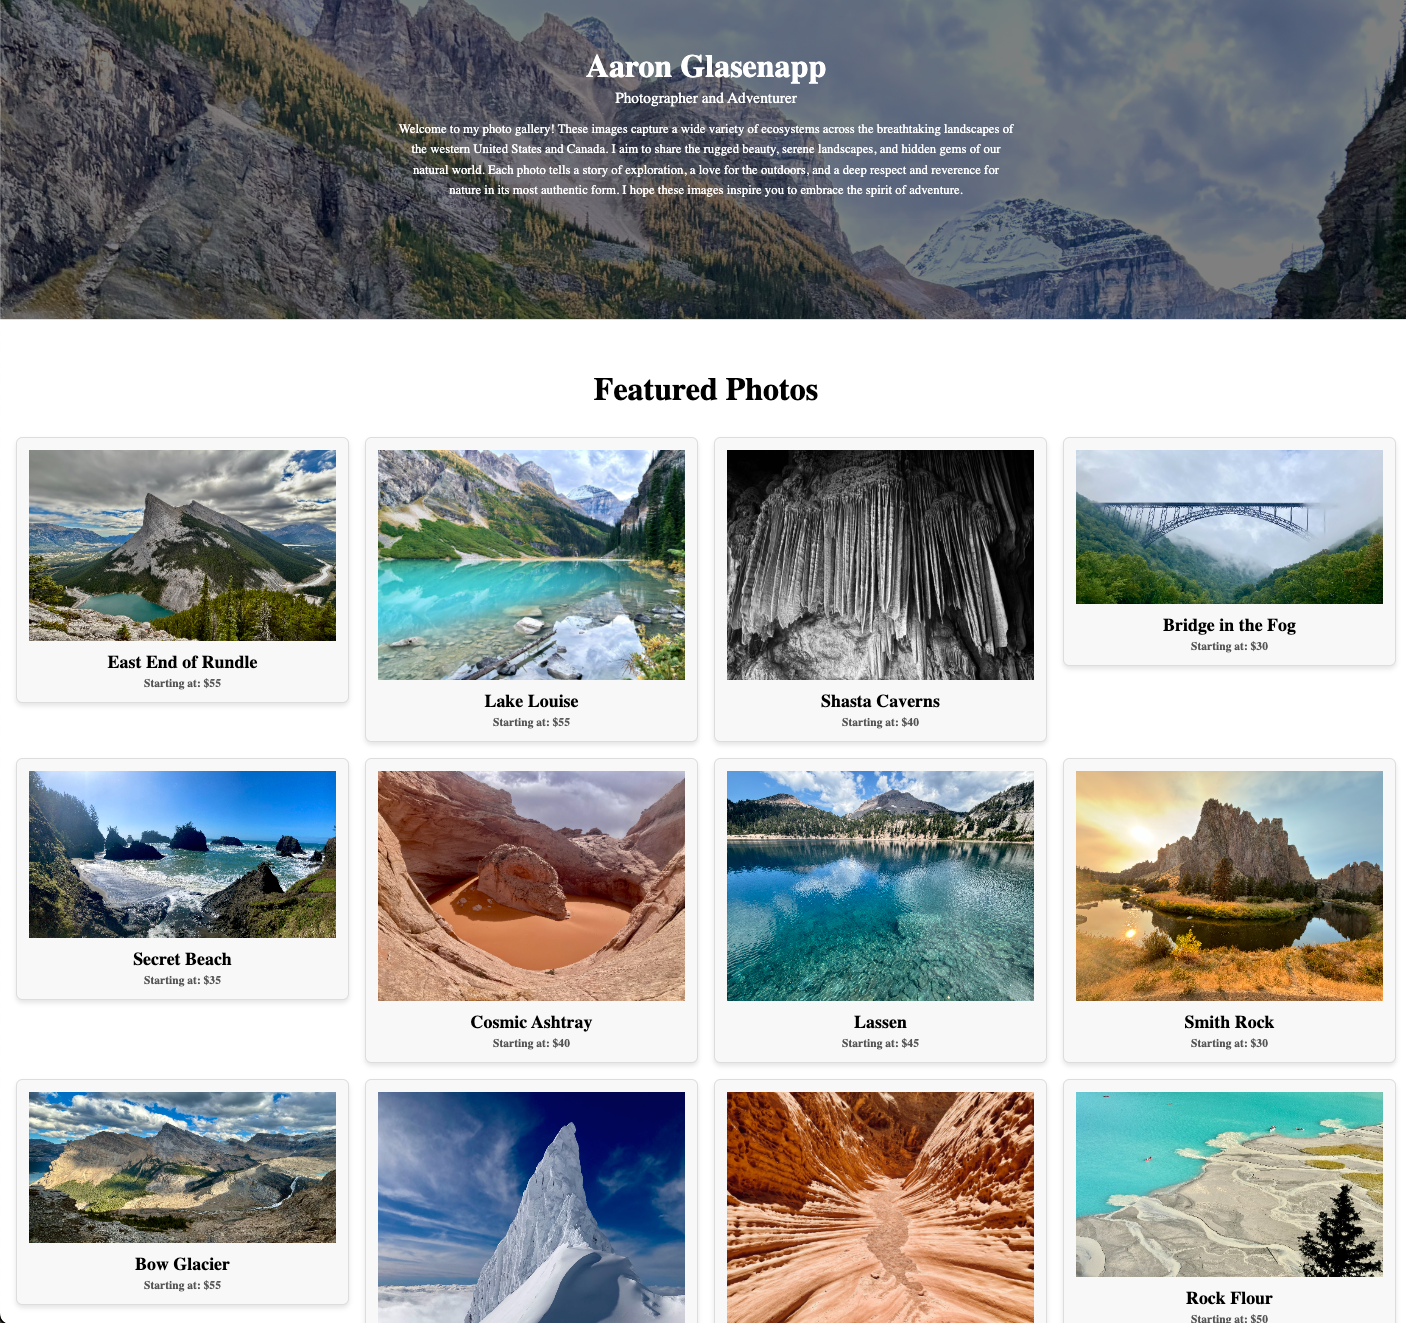 Aaron Glasenapp
Photographer and Adventurer
Welcome to my photo gallery! These images capture a wide variety of ecosystems across the breathtaking landscapes of
the western United States and Canada. I aim to share the rugged beauty, serene landscapes, and hidden gems of our
natural world. Each photo tells a story of exploration, a love for the outdoors, and a deep respect and reverence for
nature in its most authentic form. I hope these images inspire you to embrace the spirit of adventure.
Featured Photos
East End of Rundle
Starting at: $55
Lake Louise
Starting at: $55
Shasta Caverns
Starting at: $40
Bridge in the Fog
Starting at: $30
Secret Beach
Starting at: $35
Cosmic Ashtray
Starting at: $40
Lassen
Starting at: $45
Smith Rock
Starting at: $30
Bow Glacier
Starting at: $55
Rock Flour
Starting at: $50